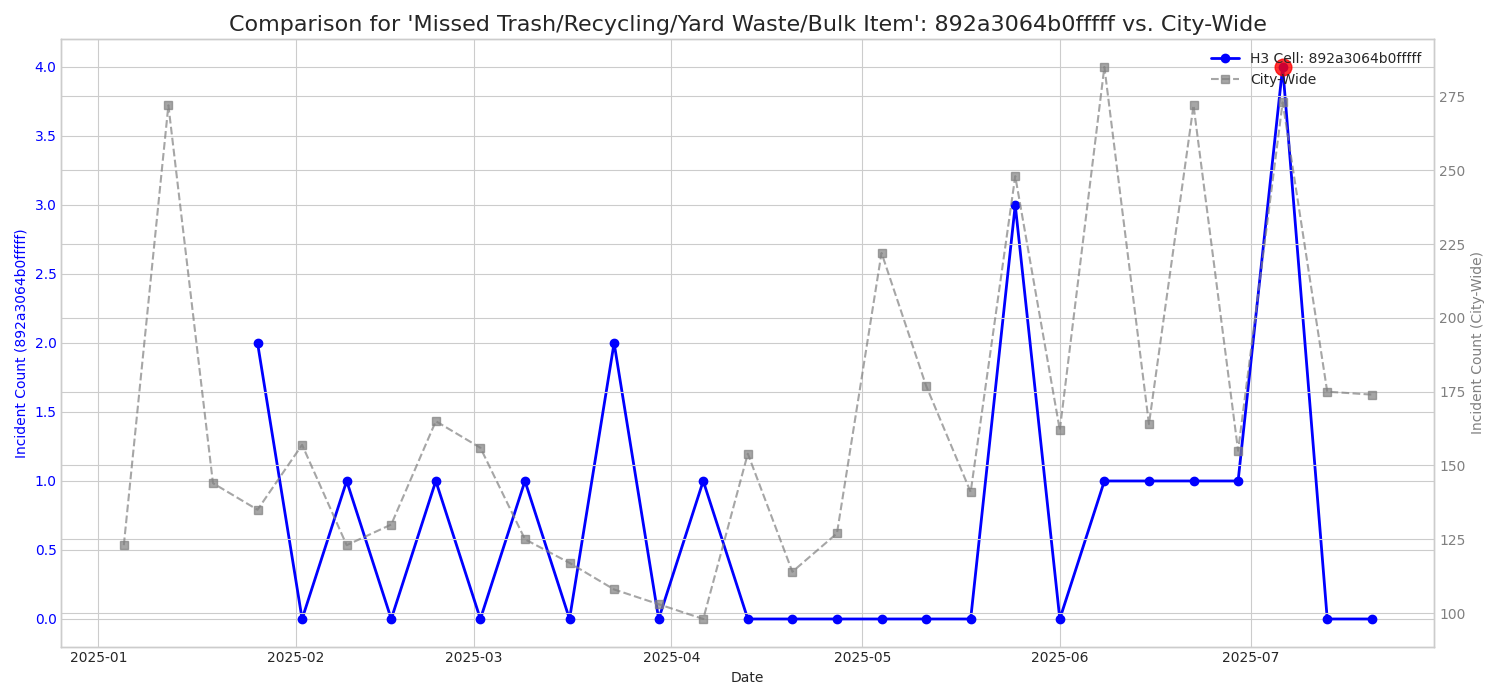 Comparison for 'Missed Trash/Recycling/Yard Waste/Bulk Item': 892a3064b0fffff vs. City-Wide
H3 Cell: 892a3064b0fffff
City-Wide
Incident Count (892a3064b0fffff)
4.0
3.5
3.0
2.5
2.0
1.5
1.0
0.5
0.0
275
250
225
200
175
150
125
100
Incident Count (City-Wide)
2025-01 2025-02 2025-03 2025-04 2025-05 2025-06 2025-07
Date